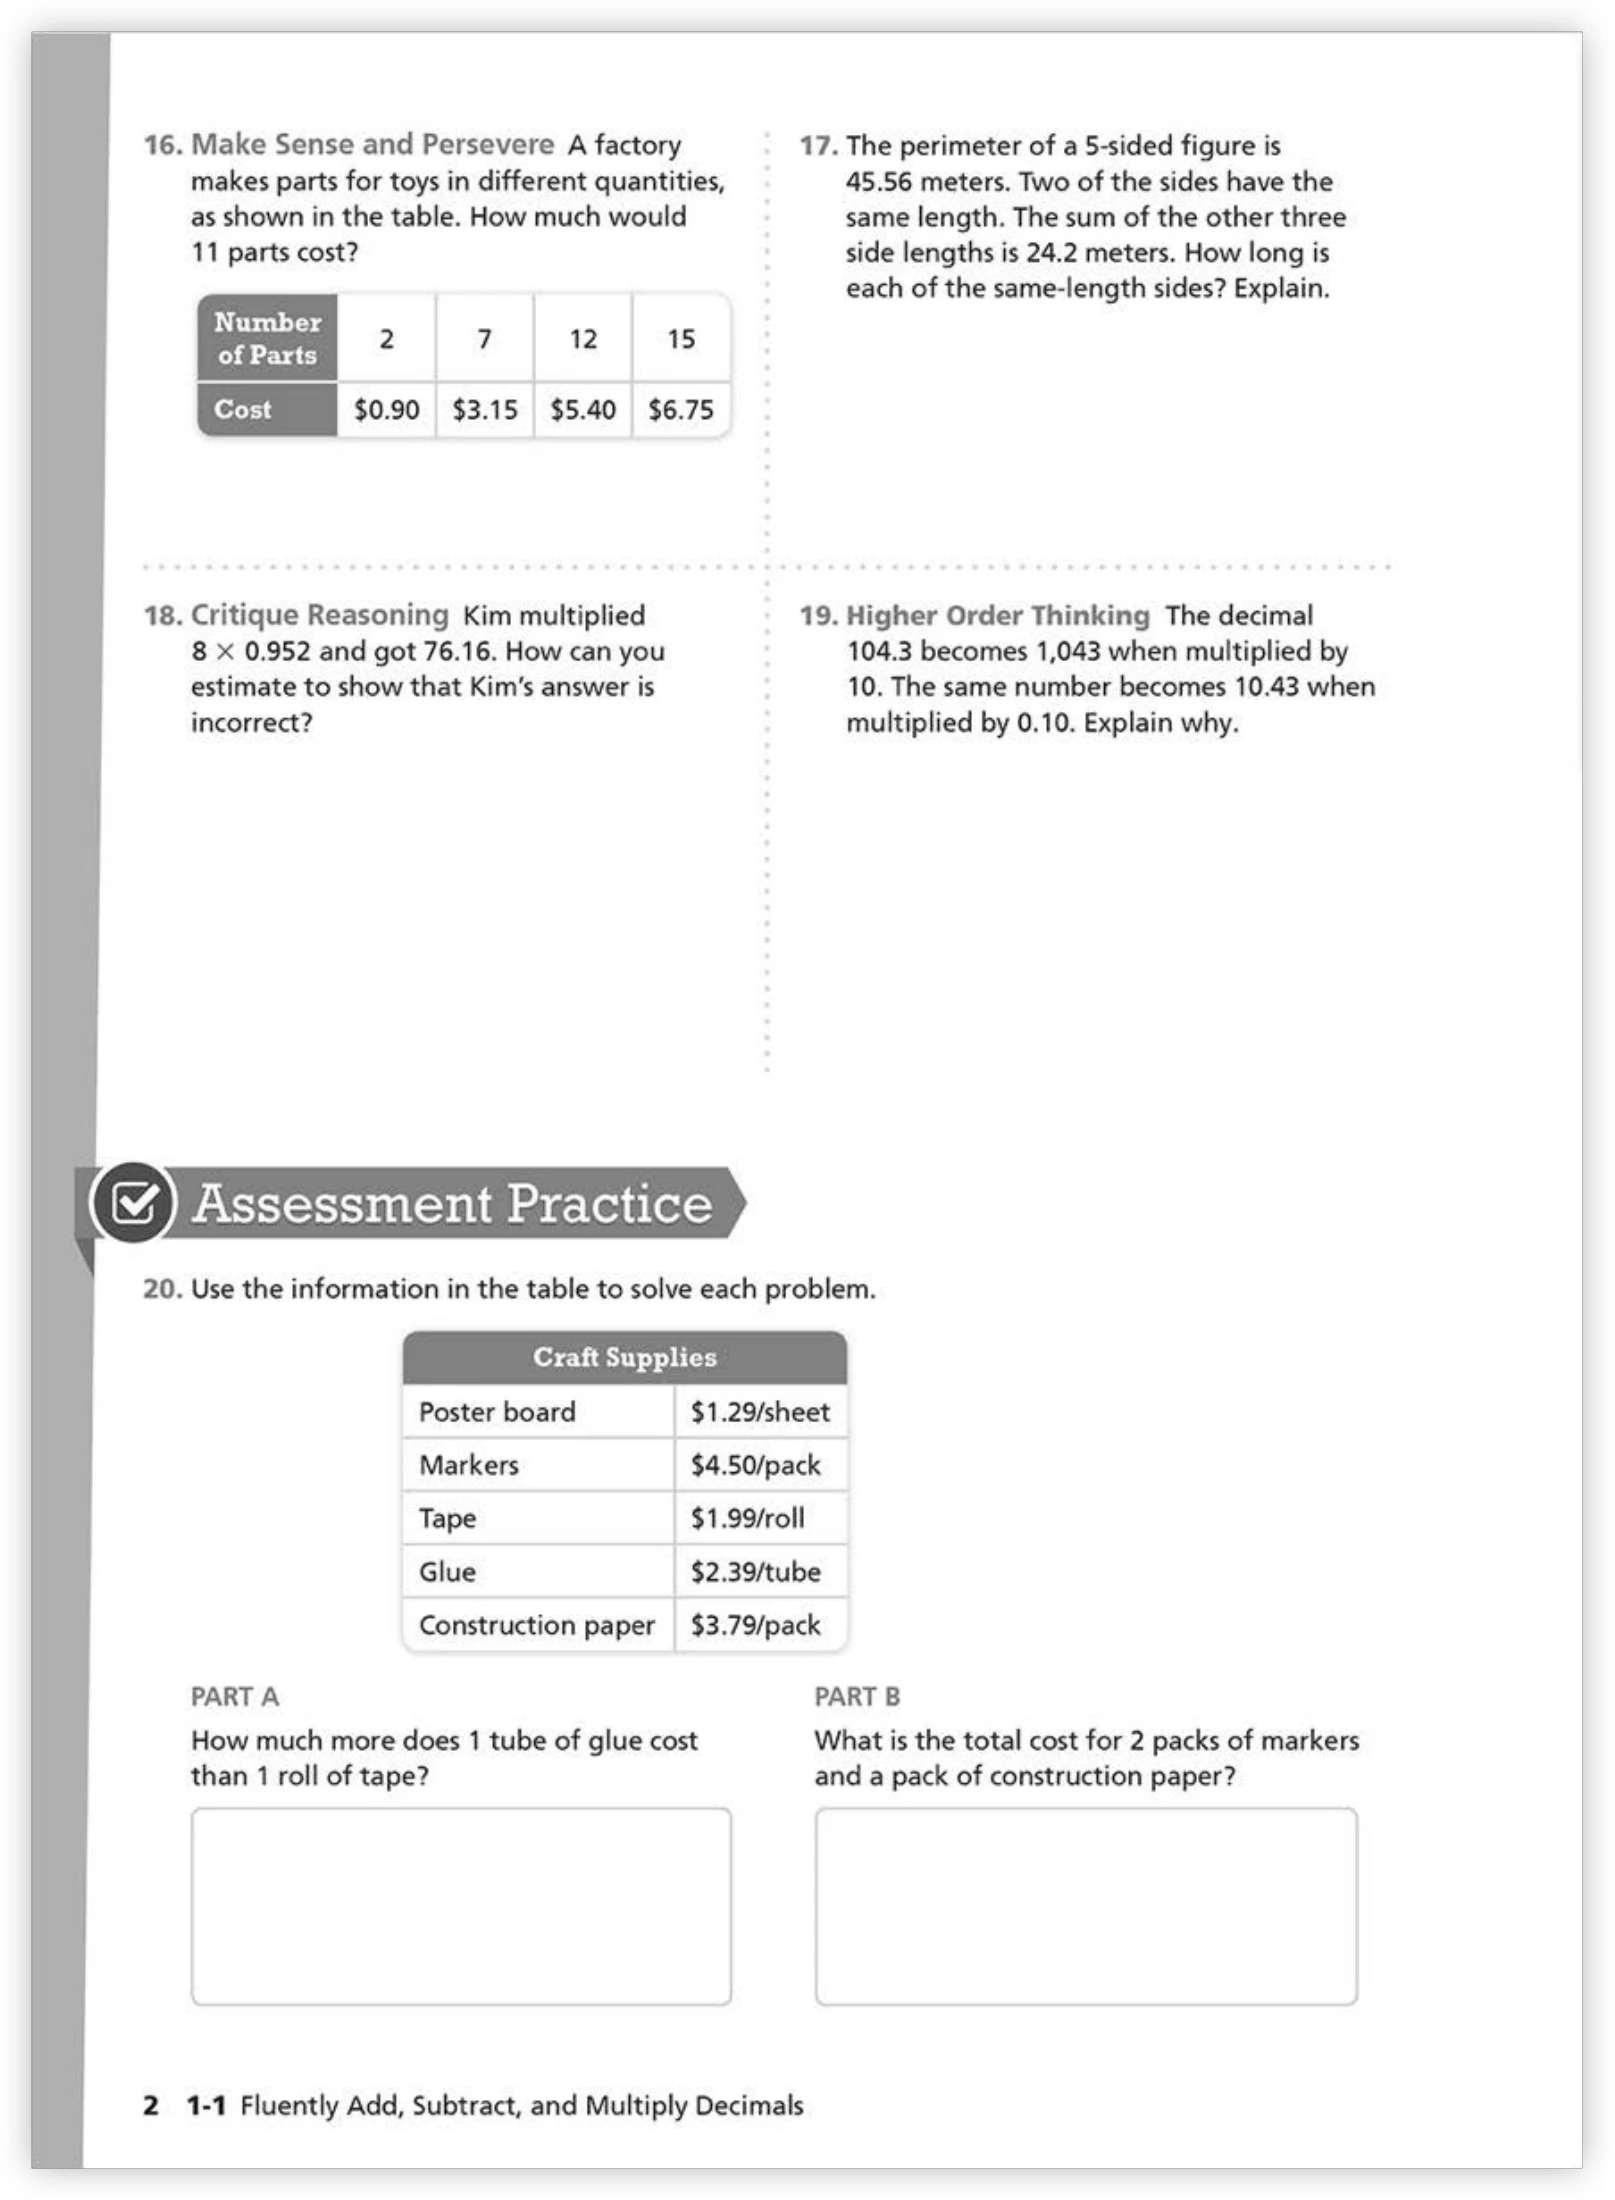 16. Make Sense and Persevere A factory
makes parts for toys in different quantities,
as shown in the table. How much would
11 parts cost?
Number
of Parts
2 7 12 15
Cost $0.90 $3.15 $5.40 $6.75
17. The perimeter of a 5-sided figure is
45.56 meters. Two of the sides have the
same length. The sum of the other three
side lengths is 24.2 meters. How long is
each of the same-length sides? Explain.
18. Critique Reasoning Kim multiplied
8 × 0.952 and got 76.16. How can you
estimate to show that Kim's answer is
incorrect?
19. Higher Order Thinking The decimal
104.3 becomes 1,043 when multiplied by
10. The same number becomes 10.43 when
multiplied by 0.10. Explain why.
Assessment Practice
20. Use the information in the table to solve each problem.
Craft Supplies
Poster board $1.29/sheet
Markers $4.50/pack
Tape $1.99/roll
Glue $2.39/tube
Construction paper $3.79/pack
PART A
How much more does 1 tube of glue cost
than 1 roll of tape?
PART B
What is the total cost for 2 packs of markers
and a pack of construction paper?
2 1-1 Fluently Add, Subtract, and Multiply Decimals